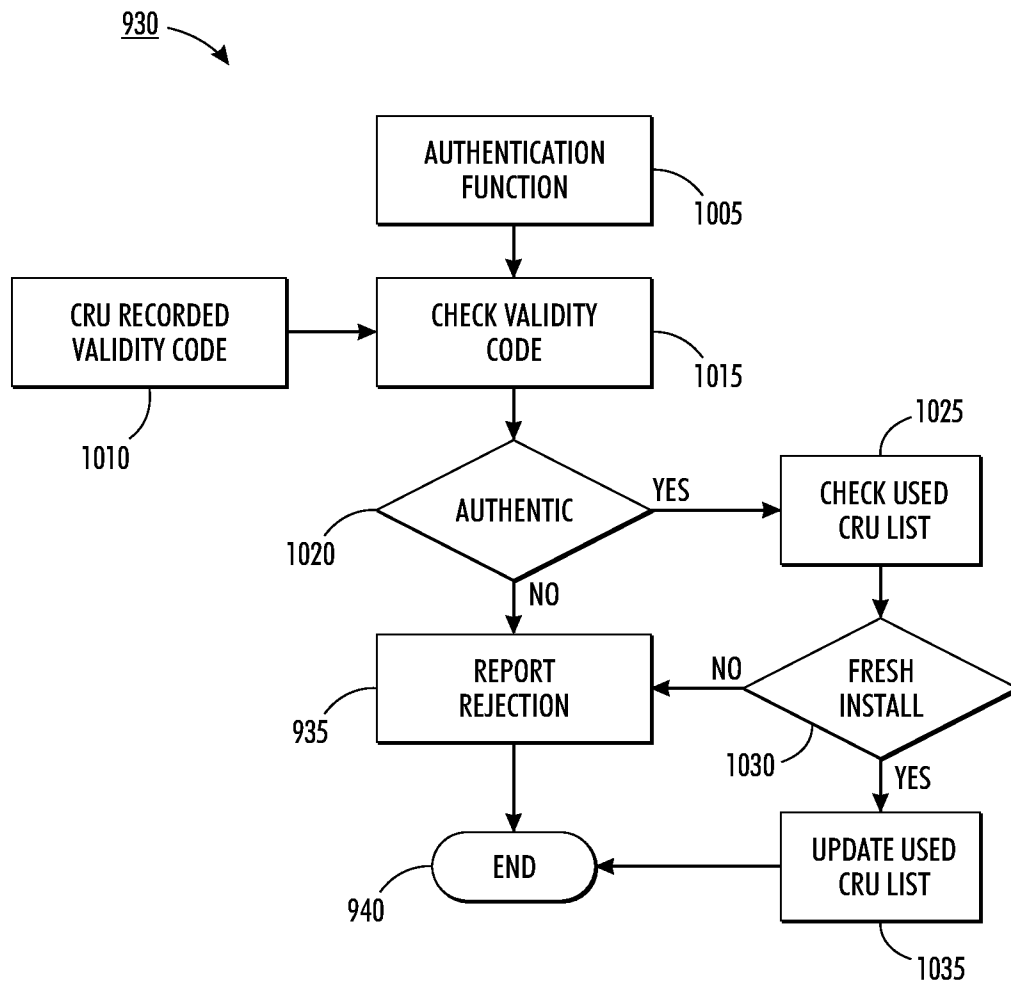 930
AUTHENTICATION
FUNCTION
1005
CRU RECORDED
VALIDITY CODE
1010
CHECK VALIDITY
CODE
1015
AUTHENTIC
1020
YES
NO
1025
CHECK USED
CRU LIST
REPORT
REJECTION
935
NO
FRESH
INSTALL
1030
YES
END
940
UPDATE USED
CRU LIST
1035